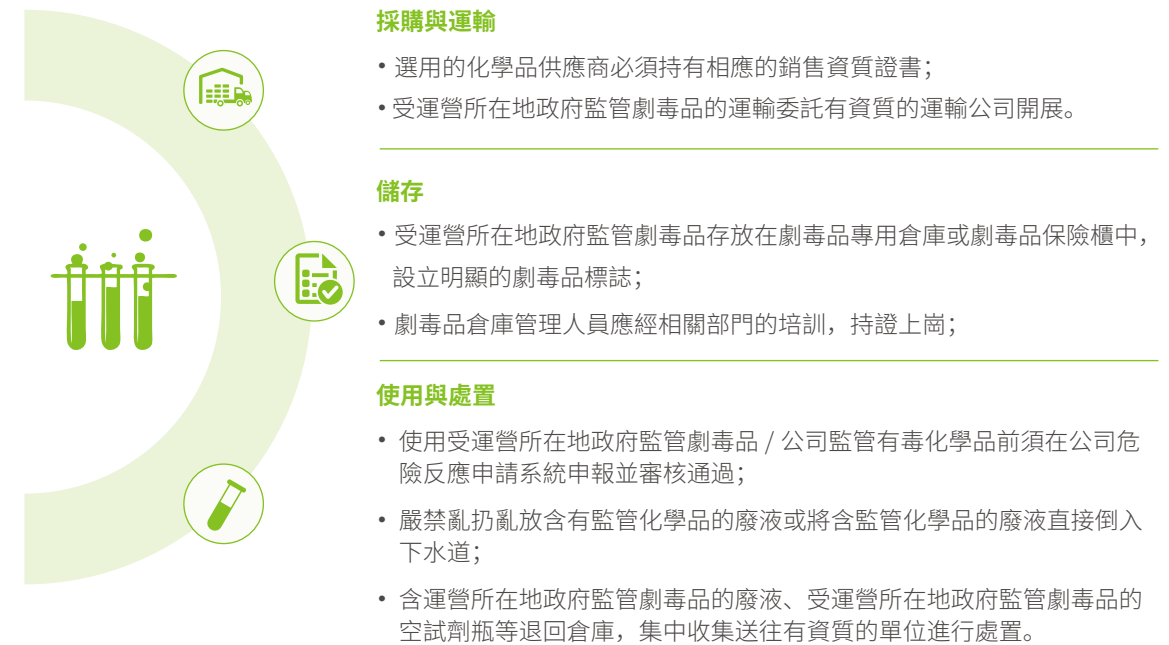 採購與運輸
• 選用的化學品供應商必須持有相應的銷售資質證書；
• 受運營所在地政府監管劇毒品的運輸委託有資質的運輸公司開展。
儲存
• 受運營所在地政府監管劇毒品存放在劇毒品專用倉庫或劇毒品保險櫃中，
設立明顯的劇毒品標誌；
• 劇毒品倉庫管理人員應經相關部門的培訓，持證上崗；
使用與處置
• 使用受運營所在地政府監管劇毒品 / 公司監管有毒化學品前須在公司危
險反應申請系統申報並審核通過；
• 嚴禁亂扔亂放含有監管化學品的廢液或將含監管化學品的廢液直接倒入
下水道；
• 含運營所在地政府監管劇毒品的廢液、受運營所在地政府監管劇毒品的
空試劑瓶等退回倉庫，集中收集送往有資質的單位進行處置。